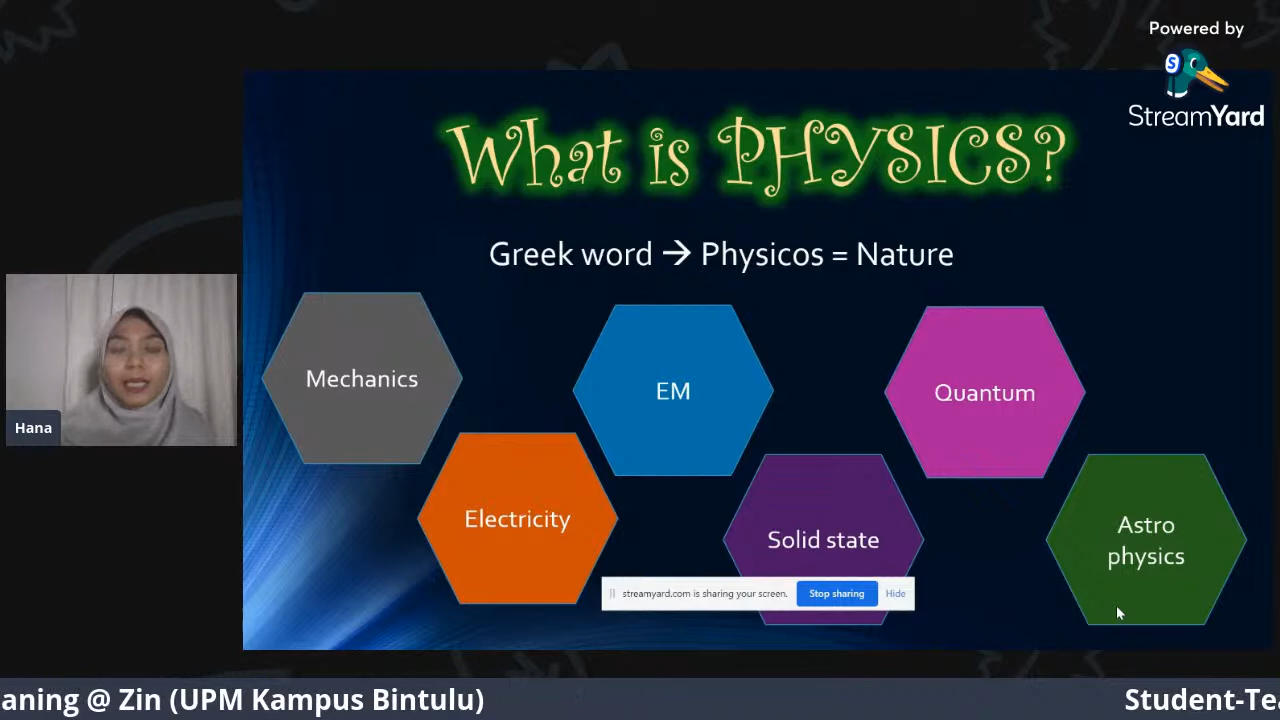 Powered by
StreamYard
What is PHYSICS?
Greek word → Physicos = Nature
Mechanics
EM
Quantum
Electricity
Solid state
Astro
physics
streamyard.com is sharing your screen.
Stop sharing
Hide
Hana
aning @ Zin (UPM Kampus Bintulu)
Student-Tea